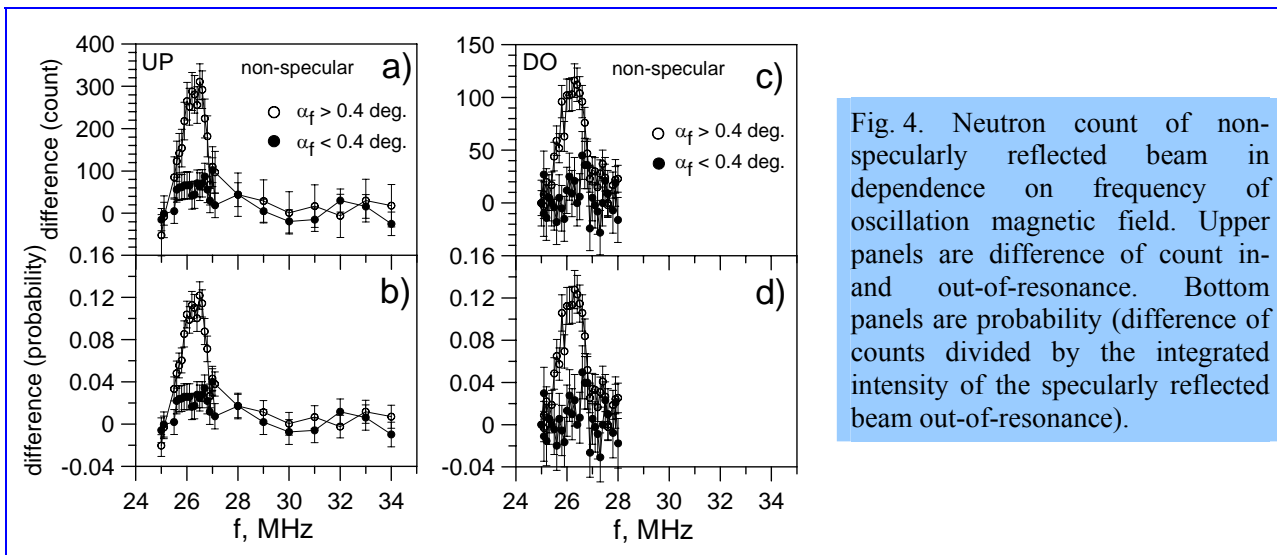 400
300
200
100
0
difference (count)
UP
non-specular
a)
α_f > 0.4 deg.
α_f < 0.4 deg.
150
100
50
0
DO
non-specular
c)
α_f > 0.4 deg.
α_f < 0.4 deg.
0.16
0.12
0.08
0.04
0
-0.04
difference (probability)
b)
24 26 28 30 32 34
f, MHz
0.16
0.12
0.08
0.04
0
-0.04
d)
24 26 28 30 32 34
f, MHz
Fig. 4. Neutron count of non-
specularly reflected beam in
dependence on frequency of
oscillation magnetic field. Upper
panels are difference of count in-
and out-of-resonance. Bottom
panels are probability (difference of
counts divided by the integrated
intensity of the specularly reflected
beam out-of-resonance).